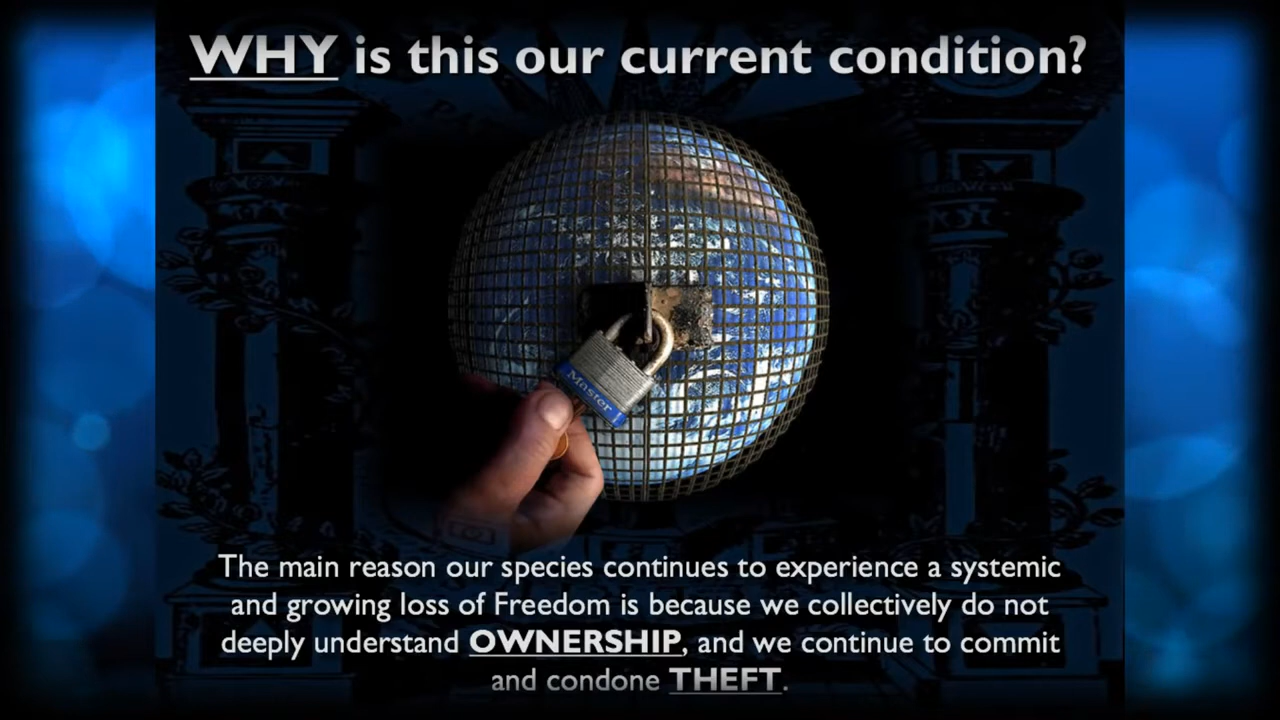 WHY is this our current condition?
Master
The main reason our species continues to experience a systemic
and growing loss of Freedom is because we collectively do not
deeply understand OWNERSHIP, and we continue to commit
and condone THEFT.